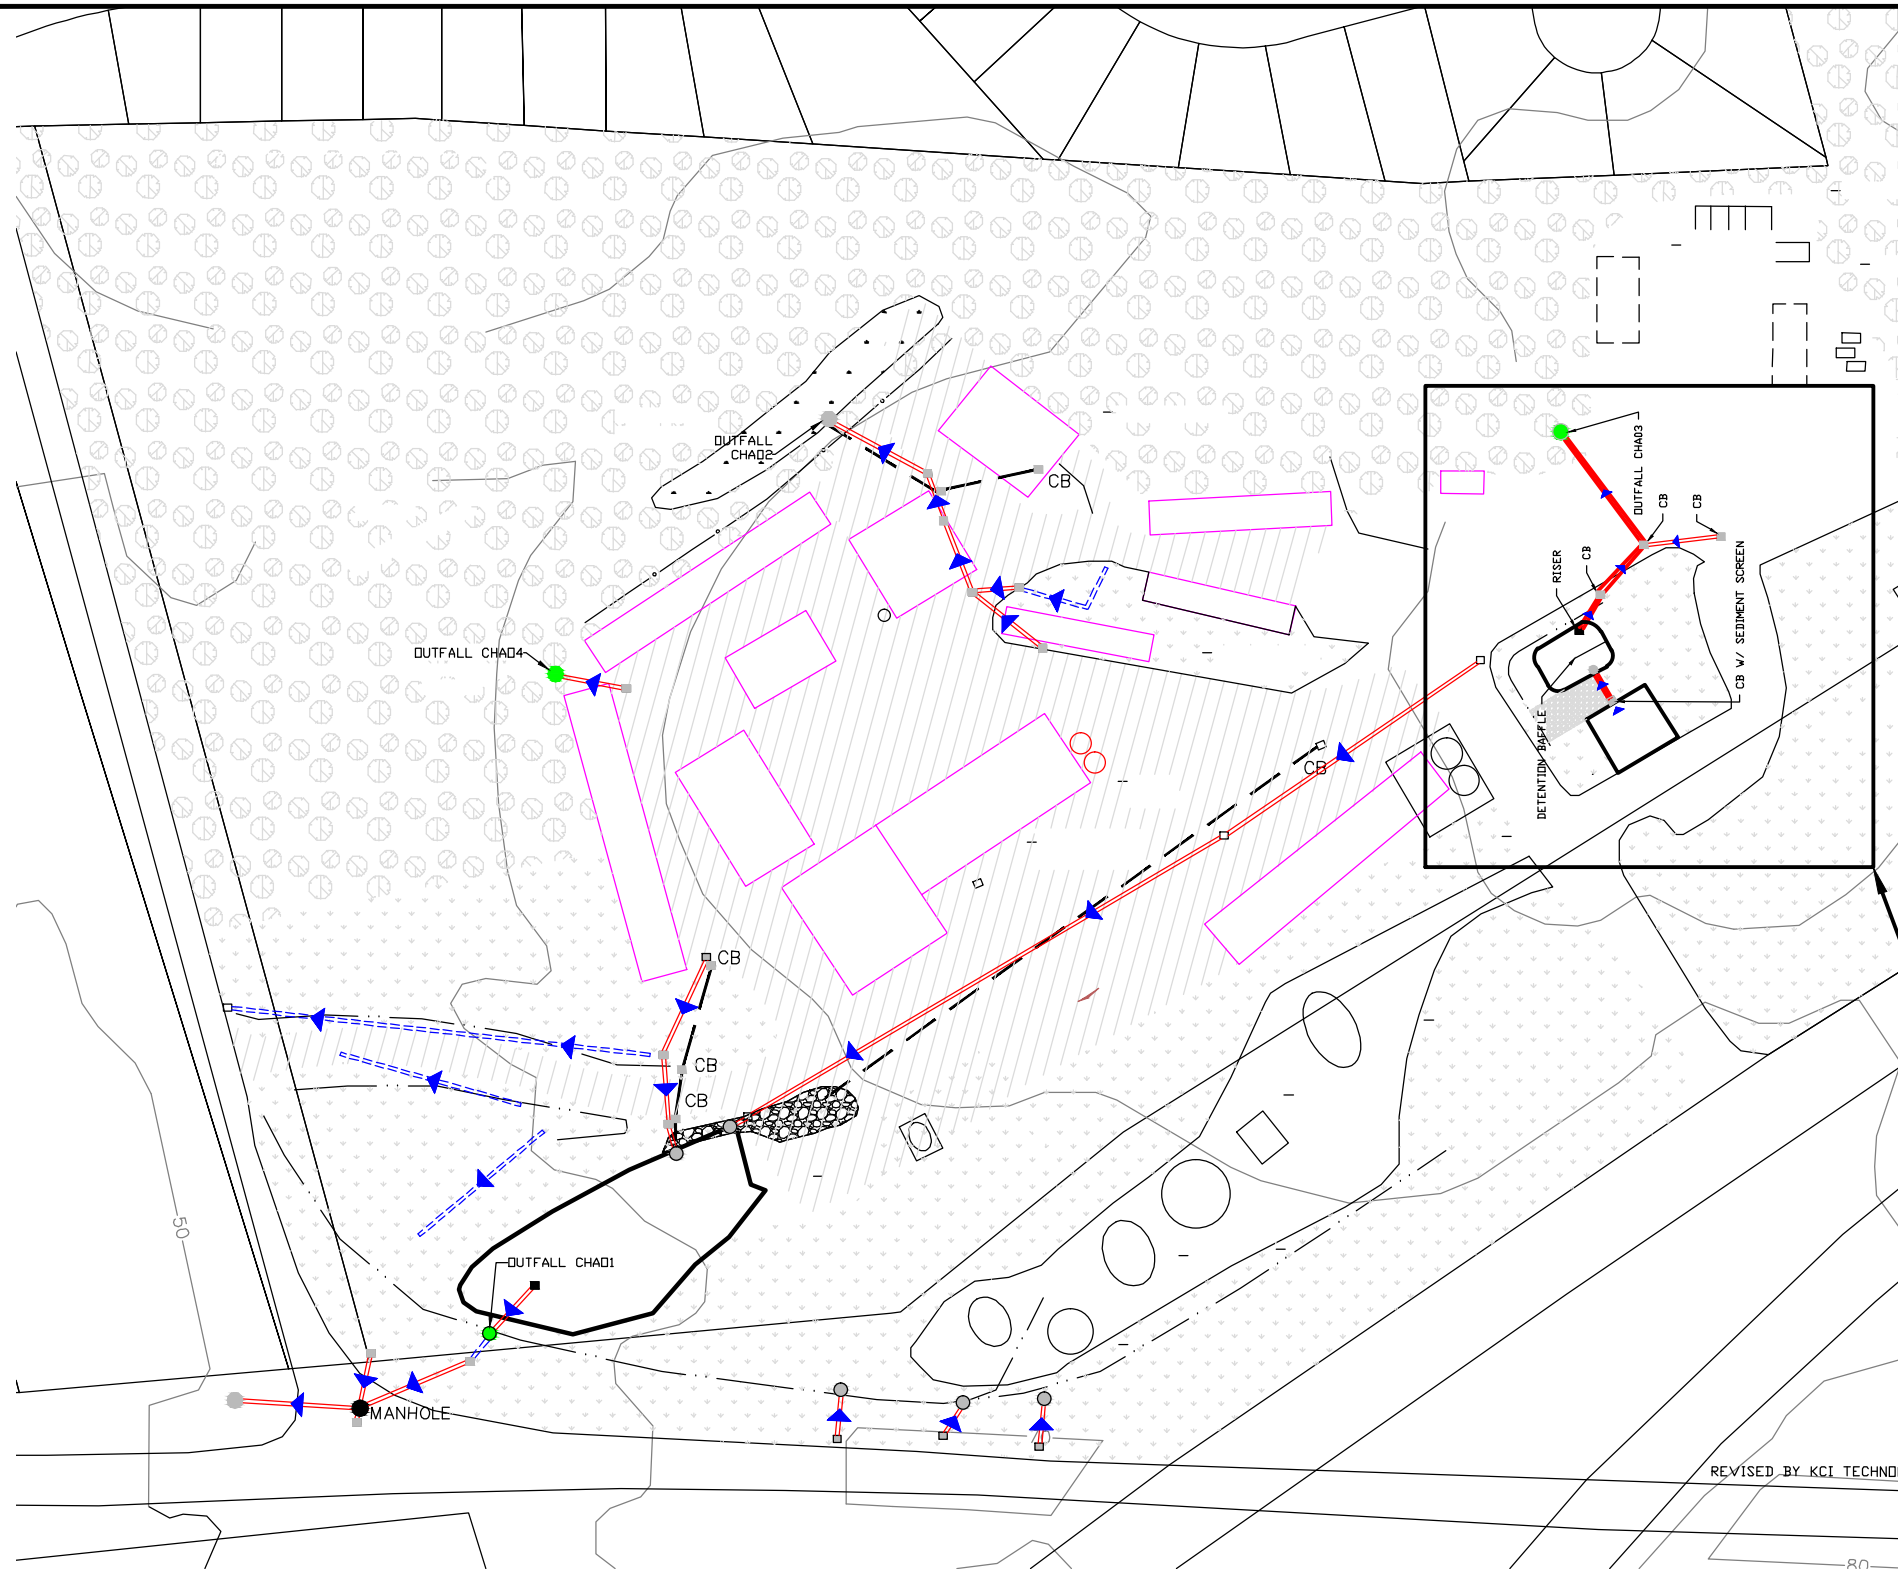 OUTFALL CHA03
CB
CB
OUTFALL
CHA02
CB
RISER
CB
CB W/ SEDIMENT SCREEN
OUTFALL CHA04
DETENTION BAFFLE
CB
CB
CB
CB
50
OUTFALL CHA01
MANHOLE
REVISED BY KCI TECHNO
80